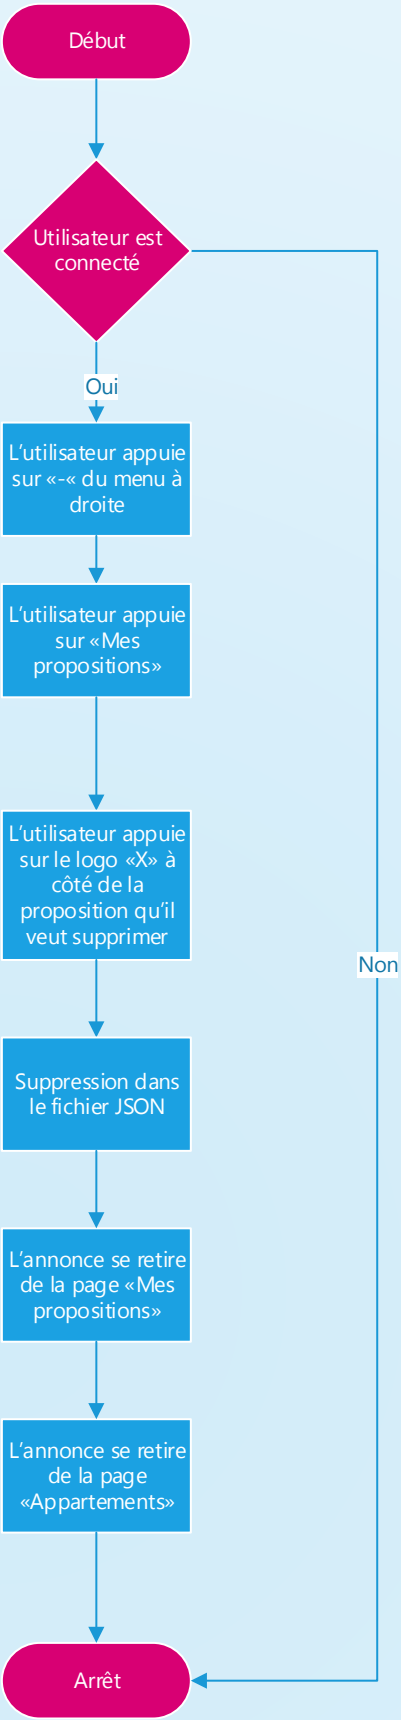 Début
Utilisateur est
connecté
Oui
L'utilisateur appuie
sur «-« du menu à
droite
L'utilisateur appuie
sur «Mes
propositions»
L'utilisateur appuie
sur le logo «X» à
côté de la
proposition qu'il
veut supprimer
Non
Suppression dans
le fichier JSON
L'annonce se retire
de la page «Mes
propositions»
L'annonce se retire
de la page
«Appartements»
Arrêt